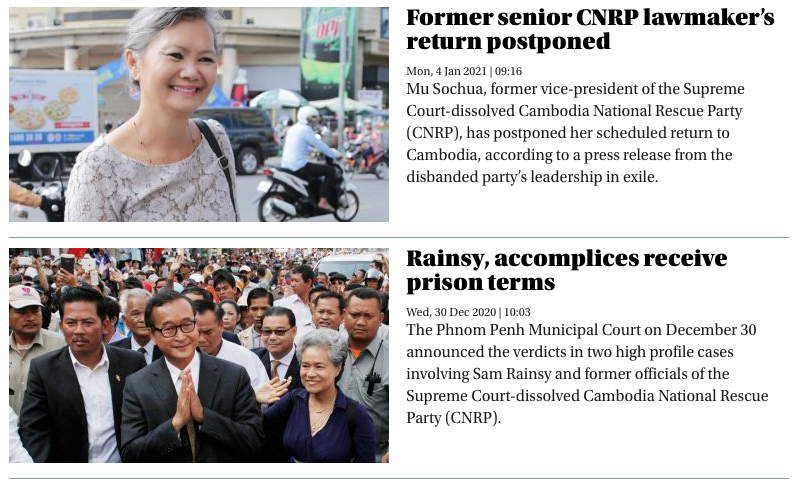 Former senior CNRP lawmaker's
return postponed
Mon, 4 Jan 2021 | 09:16
Mu Sochua, former vice-president of the Supreme
Court-dissolved Cambodia National Rescue Party
(CNRP), has postponed her scheduled return to
Cambodia, according to a press release from the
disbanded party's leadership in exile.
Rainsy, accomplices receive
prison terms
Wed, 30 Dec 2020 | 10:03
The Phnom Penh Municipal Court on December 30
announced the verdicts in two high profile cases
involving Sam Rainsy and former officials of the
Supreme Court-dissolved Cambodia National Rescue
Party (CNRP).